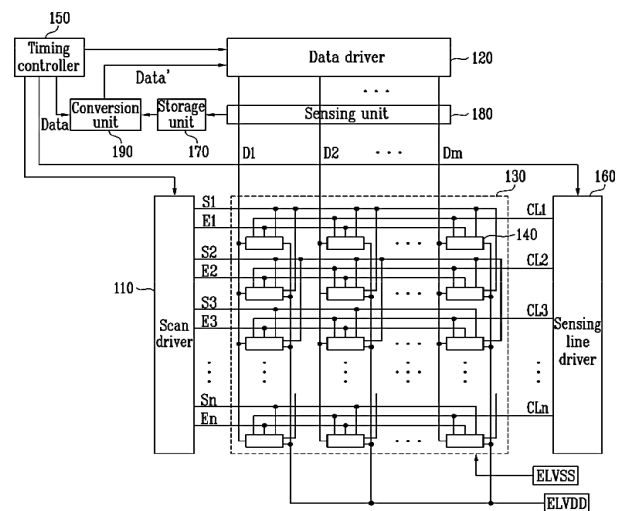 150
Timing
controller
Data driver
120
Data'
Data
Conversion
unit
190
Storage
unit
170
Sensing unit
180
D1
D2
Dm
130
160
110
Scan
driver
S1
E1
S2
E2
S3
E3
Sn
En
140
CL1
CL2
CL3
CLn
Sensing
line
driver
ELVSS
ELVDD